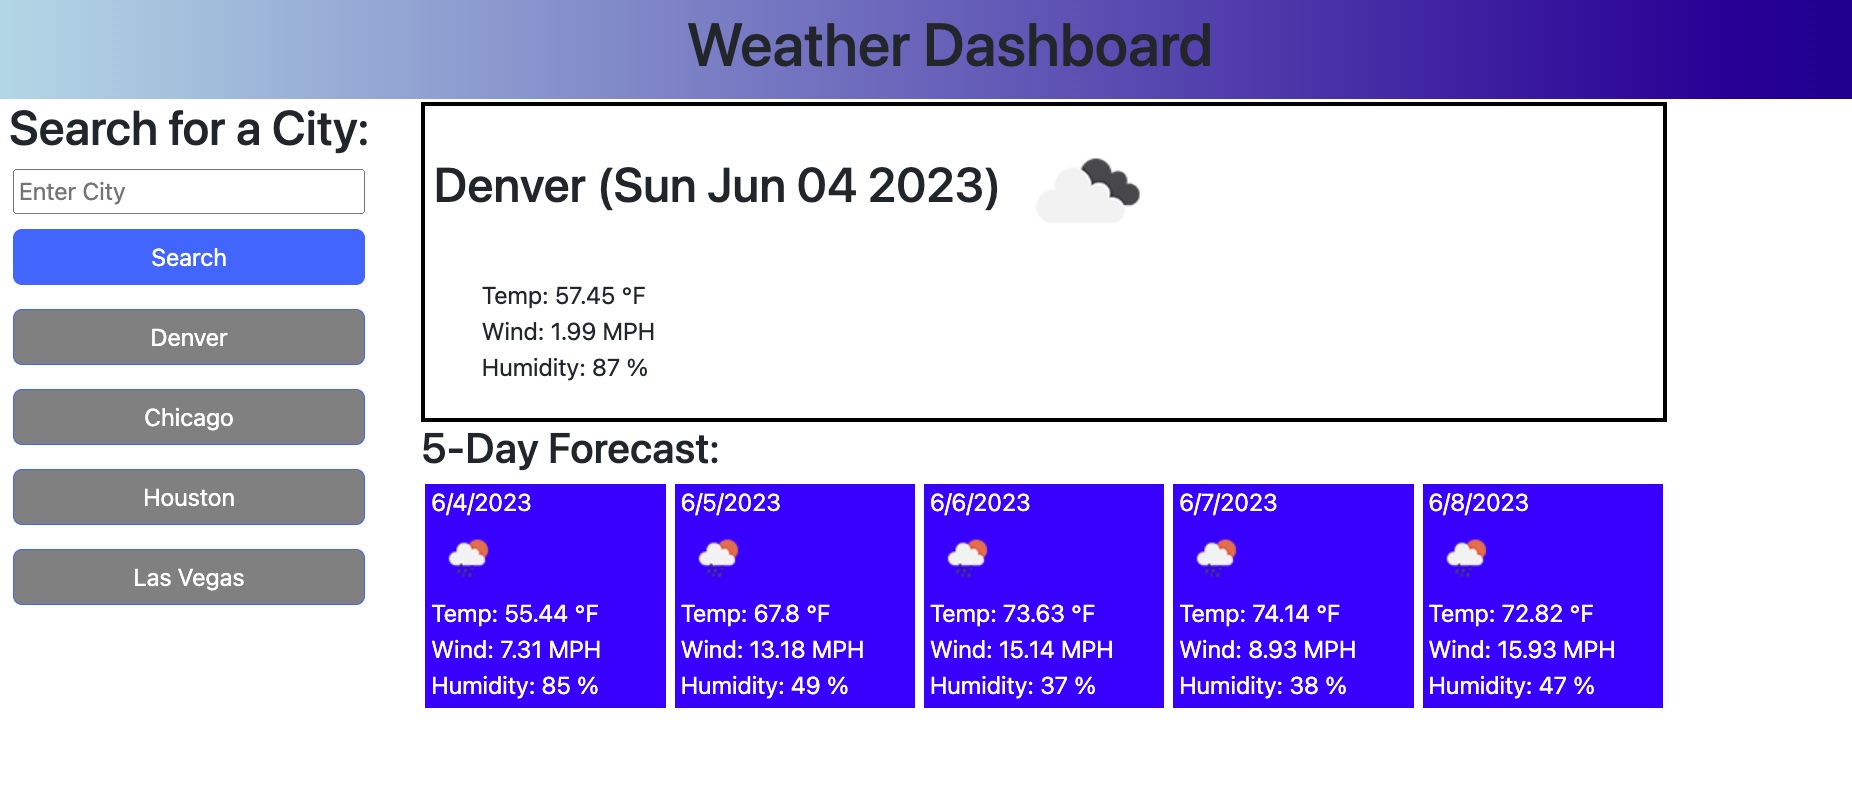 Weather Dashboard
Search for a City:
Enter City
Search
Denver
Chicago
Houston
Las Vegas
Denver (Sun Jun 04 2023)
Temp: 57.45 °F
Wind: 1.99 MPH
Humidity: 87 %
5-Day Forecast:
6/4/2023
Temp: 55.44 °F
Wind: 7.31 MPH
Humidity: 85 %
6/5/2023
Temp: 67.8 °F
Wind: 13.18 MPH
Humidity: 49 %
6/6/2023
Temp: 73.63 °F
Wind: 15.14 MPH
Humidity: 37 %
6/7/2023
Temp: 74.14 °F
Wind: 8.93 MPH
Humidity: 38 %
6/8/2023
Temp: 72.82 °F
Wind: 15.93 MPH
Humidity: 47 %